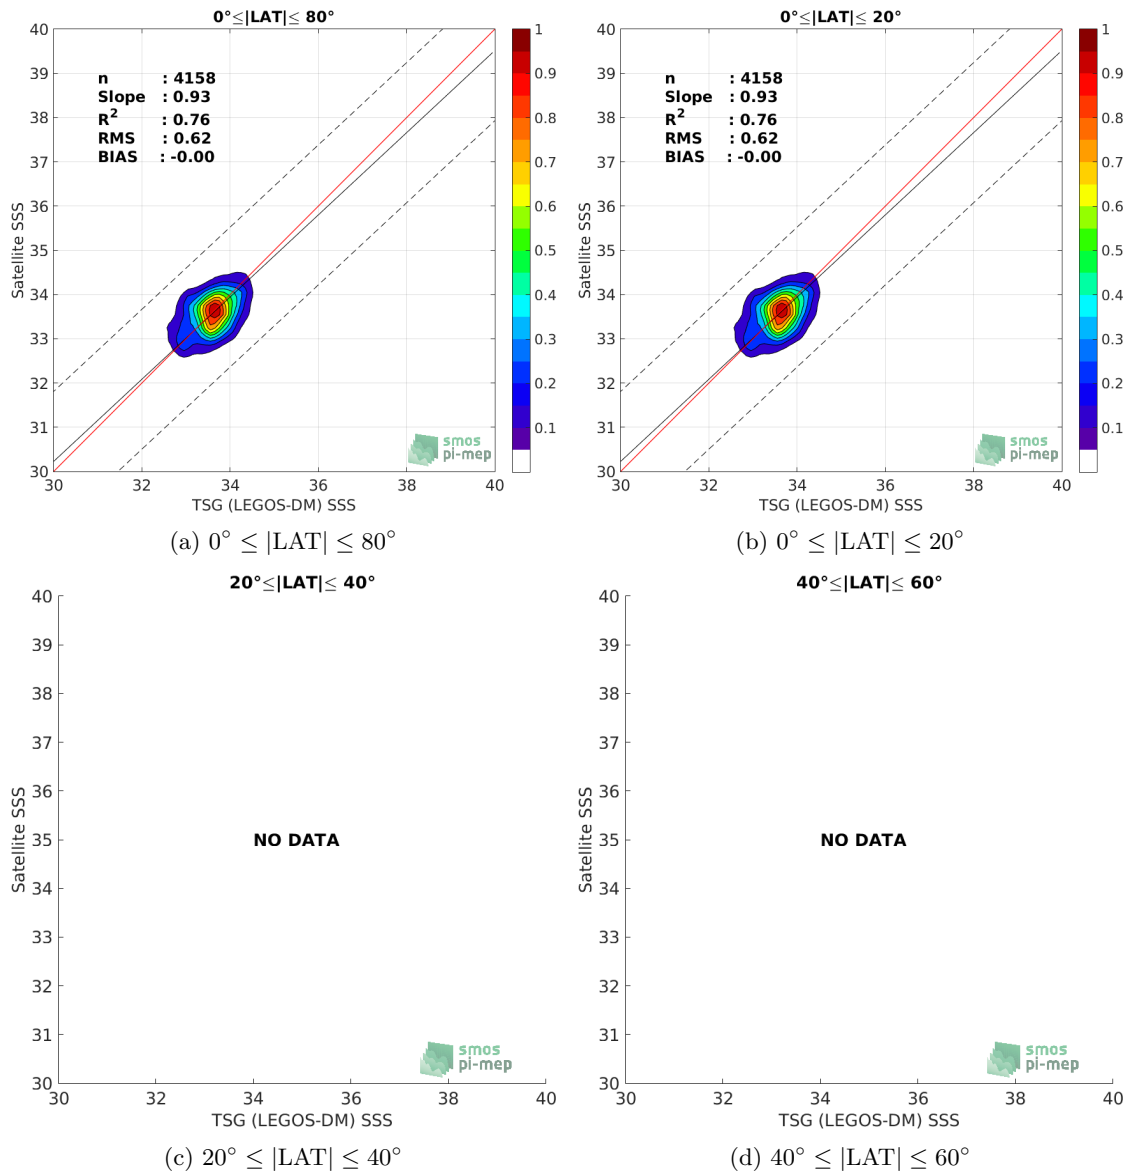 0°≤|LAT|≤ 80°
40
39
38
37
36
35
34
33
32
31
30
Satellite SSS
n : 4158
Slope : 0.93
R² : 0.76
RMS : 0.62
BIAS : -0.00
smos
pi-mep
30 32 34 36 38 40
TSG (LEGOS-DM) SSS
1
0.9
0.8
0.7
0.6
0.5
0.4
0.3
0.2
0.1
(a) 0° ≤ |LAT| ≤ 80°
0°≤|LAT|≤ 20°
40
39
38
37
36
35
34
33
32
31
30
Satellite SSS
n : 4158
Slope : 0.93
R² : 0.76
RMS : 0.62
BIAS : -0.00
smos
pi-mep
30 32 34 36 38 40
TSG (LEGOS-DM) SSS
1
0.9
0.8
0.7
0.6
0.5
0.4
0.3
0.2
0.1
(b) 0° ≤ |LAT| ≤ 20°
20°≤|LAT|≤ 40°
40
39
38
37
36
35
34
33
32
31
30
Satellite SSS
NO DATA
smos
pi-mep
30 32 34 36 38 40
TSG (LEGOS-DM) SSS
(c) 20° ≤ |LAT| ≤ 40°
40°≤|LAT|≤ 60°
40
39
38
37
36
35
34
33
32
31
30
Satellite SSS
NO DATA
smos
pi-mep
30 32 34 36 38 40
TSG (LEGOS-DM) SSS
(d) 40° ≤ |LAT| ≤ 60°